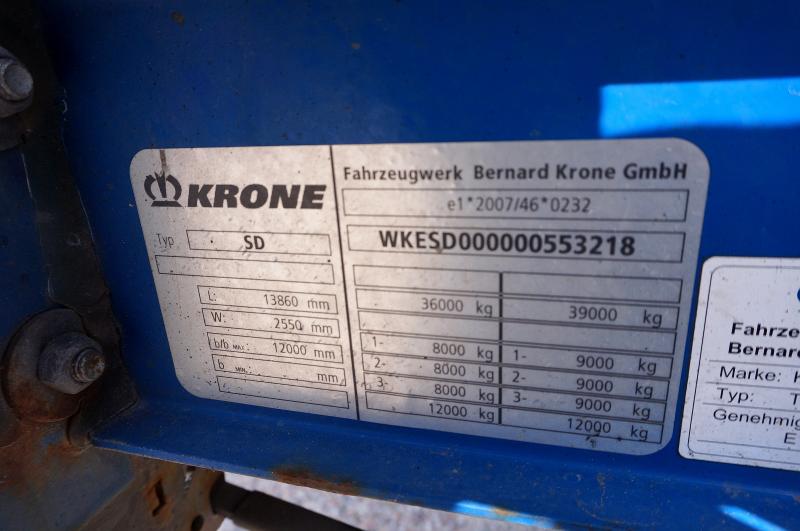 KRONE
Fahrzeugwerk Bernard Krone GmbH
e1*2007/46*0232
Typ SD
WKESD000000553218
L: 13860 mm
W: 2550 mm
b/b MAX: 12000 mm
b MIN: mm
36000 kg 39000 kg
1- 8000 kg 1- 9000 kg
2- 8000 kg 2- 9000 kg
3- 8000 kg 3- 9000 kg
12000 kg 12000 kg
Fahrze
Bernard
Marke: K
Typ: T
Genehmig
E